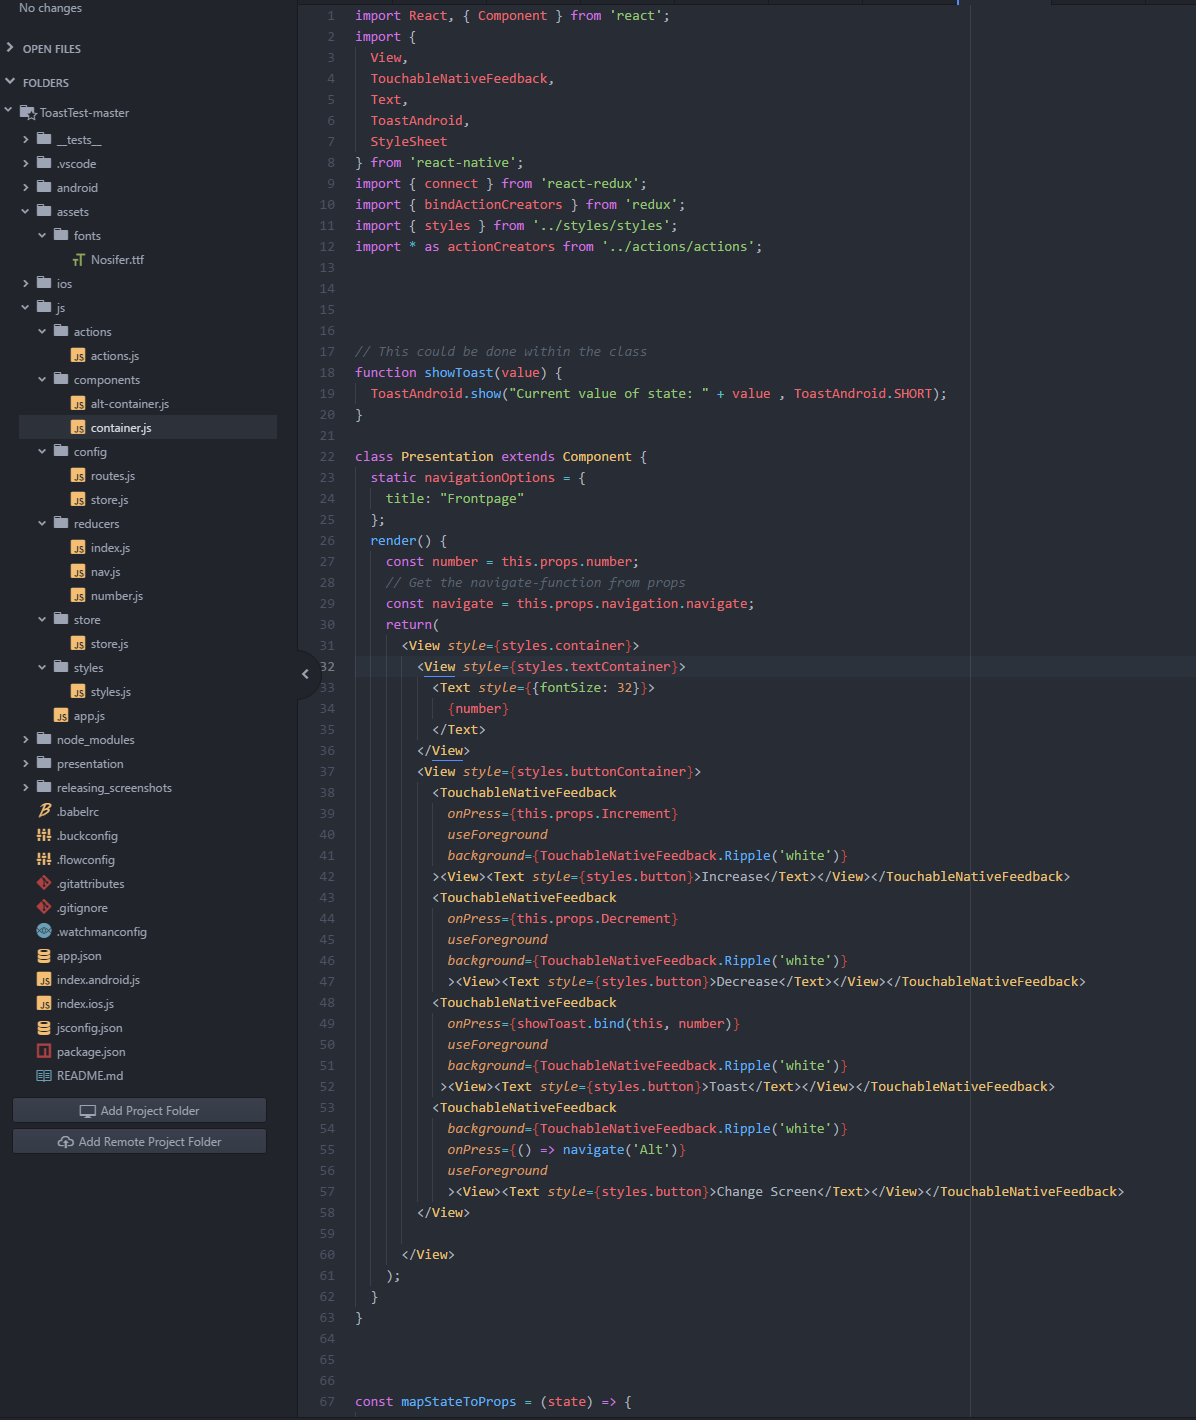 No changes
OPEN FILES
FOLDERS
ToastTest-master
__tests__
.vscode
android
assets
fonts
Nosifer.ttf
ios
js
actions
actions.js
components
alt-container.js
container.js
config
routes.js
store.js
reducers
index.js
nav.js
number.js
store
store.js
styles
styles.js
app.js
node_modules
presentation
releasing_screenshots
.babelrc
.buckconfig
.flowconfig
.gitattributes
.gitignore
.watchmanconfig
app.json
index.android.js
index.ios.js
jsconfig.json
package.json
README.md
Add Project Folder
Add Remote Project Folder
1 import React, { Component } from 'react';
2 import {
3   View,
4   TouchableNativeFeedback,
5   Text,
6   ToastAndroid,
7   StyleSheet
8 } from 'react-native';
9 import { connect } from 'react-redux';
10 import { bindActionCreators } from 'redux';
11 import { styles } from '../styles/styles';
12 import * as actionCreators from '../actions/actions';
13
14
15
16
17 // This could be done within the class
18 function showToast(value) {
19   ToastAndroid.show("Current value of state: " + value , ToastAndroid.SHORT);
20 }
21
22 class Presentation extends Component {
23   static navigationOptions = {
24     title: "Frontpage"
25   };
26   render() {
27     const number = this.props.number;
28     // Get the navigate-function from props
29     const navigate = this.props.navigation.navigate;
30     return(
31       <View style={styles.container}>
32         <View style={styles.textContainer}>
33           <Text style={{fontSize: 32}}>
34             {number}
35           </Text>
36         </View>
37         <View style={styles.buttonContainer}>
38           <TouchableNativeFeedback
39             onPress={this.props.Increment}
40             useForeground
41             background={TouchableNativeFeedback.Ripple('white')}
42           ><View><Text style={styles.button}>Increase</Text></View></TouchableNativeFeedback>
43           <TouchableNativeFeedback
44             onPress={this.props.Decrement}
45             useForeground
46             background={TouchableNativeFeedback.Ripple('white')}
47             ><View><Text style={styles.button}>Decrease</Text></View></TouchableNativeFeedback>
48           <TouchableNativeFeedback
49             onPress={showToast.bind(this, number)}
50             useForeground
51             background={TouchableNativeFeedback.Ripple('white')}
52            ><View><Text style={styles.button}>Toast</Text></View></TouchableNativeFeedback>
53           <TouchableNativeFeedback
54             background={TouchableNativeFeedback.Ripple('white')}
55             onPress={() => navigate('Alt')}
56             useForeground
57             ><View><Text style={styles.button}>Change Screen</Text></View></TouchableNativeFeedback>
58         </View>
59
60       </View>
61     );
62   }
63 }
64
65
66
67 const mapStateToProps = (state) => {